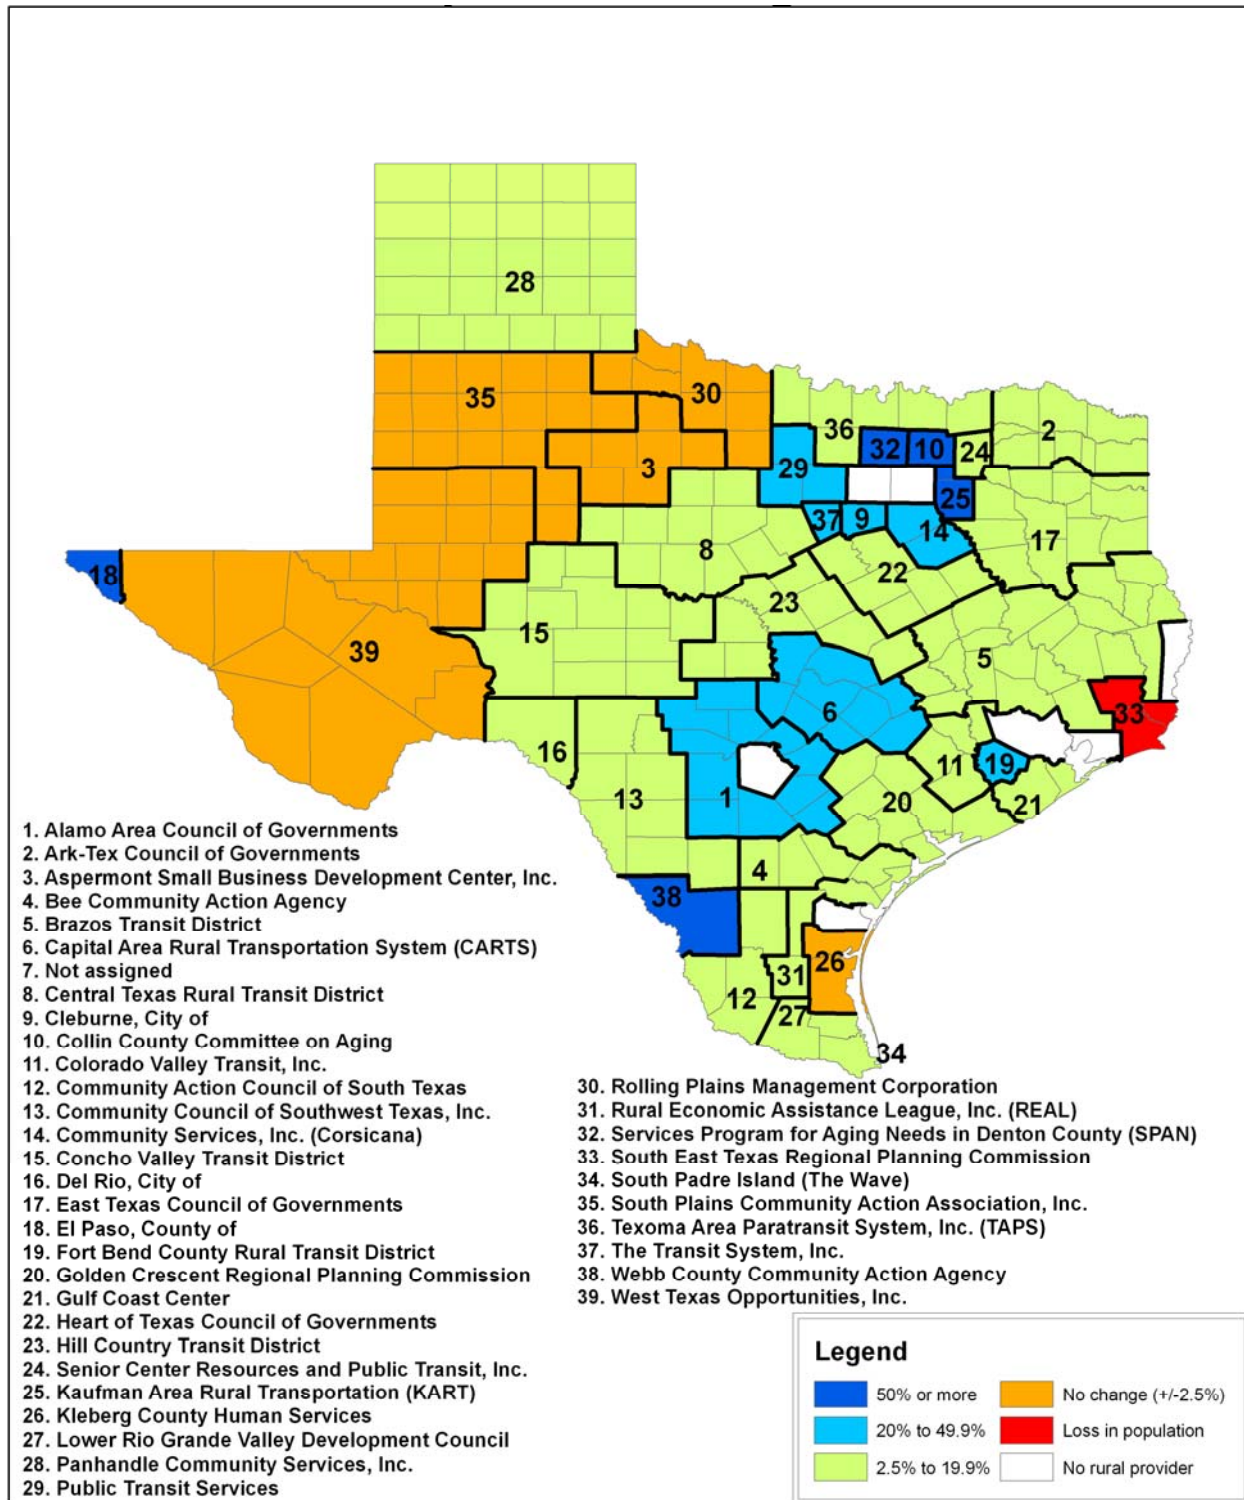 28
35
30
36
32
10
24
2
3
29
25
37
9
14
17
8
22
18
23
15
39
5
6
33
16
1
11
19
13
20
21
4
38
26
31
12
27
34
1. Alamo Area Council of Governments
2. Ark-Tex Council of Governments
3. Aspermont Small Business Development Center, Inc.
4. Bee Community Action Agency
5. Brazos Transit District
6. Capital Area Rural Transportation System (CARTS)
7. Not assigned
8. Central Texas Rural Transit District
9. Cleburne, City of
10. Collin County Committee on Aging
11. Colorado Valley Transit, Inc.
12. Community Action Council of South Texas
13. Community Council of Southwest Texas, Inc.
14. Community Services, Inc. (Corsicana)
15. Concho Valley Transit District
16. Del Rio, City of
17. East Texas Council of Governments
18. El Paso, County of
19. Fort Bend County Rural Transit District
20. Golden Crescent Regional Planning Commission
21. Gulf Coast Center
22. Heart of Texas Council of Governments
23. Hill Country Transit District
24. Senior Center Resources and Public Transit, Inc.
25. Kaufman Area Rural Transportation (KART)
26. Kleberg County Human Services
27. Lower Rio Grande Valley Development Council
28. Panhandle Community Services, Inc.
29. Public Transit Services
30. Rolling Plains Management Corporation
31. Rural Economic Assistance League, Inc. (REAL)
32. Services Program for Aging Needs in Denton County (SPAN)
33. South East Texas Regional Planning Commission
34. South Padre Island (The Wave)
35. South Plains Community Action Association, Inc.
36. Texoma Area Paratransit System, Inc. (TAPS)
37. The Transit System, Inc.
38. Webb County Community Action Agency
39. West Texas Opportunities, Inc.
Legend
50% or more
20% to 49.9%
2.5% to 19.9%
No change (+/-2.5%)
Loss in population
No rural provider